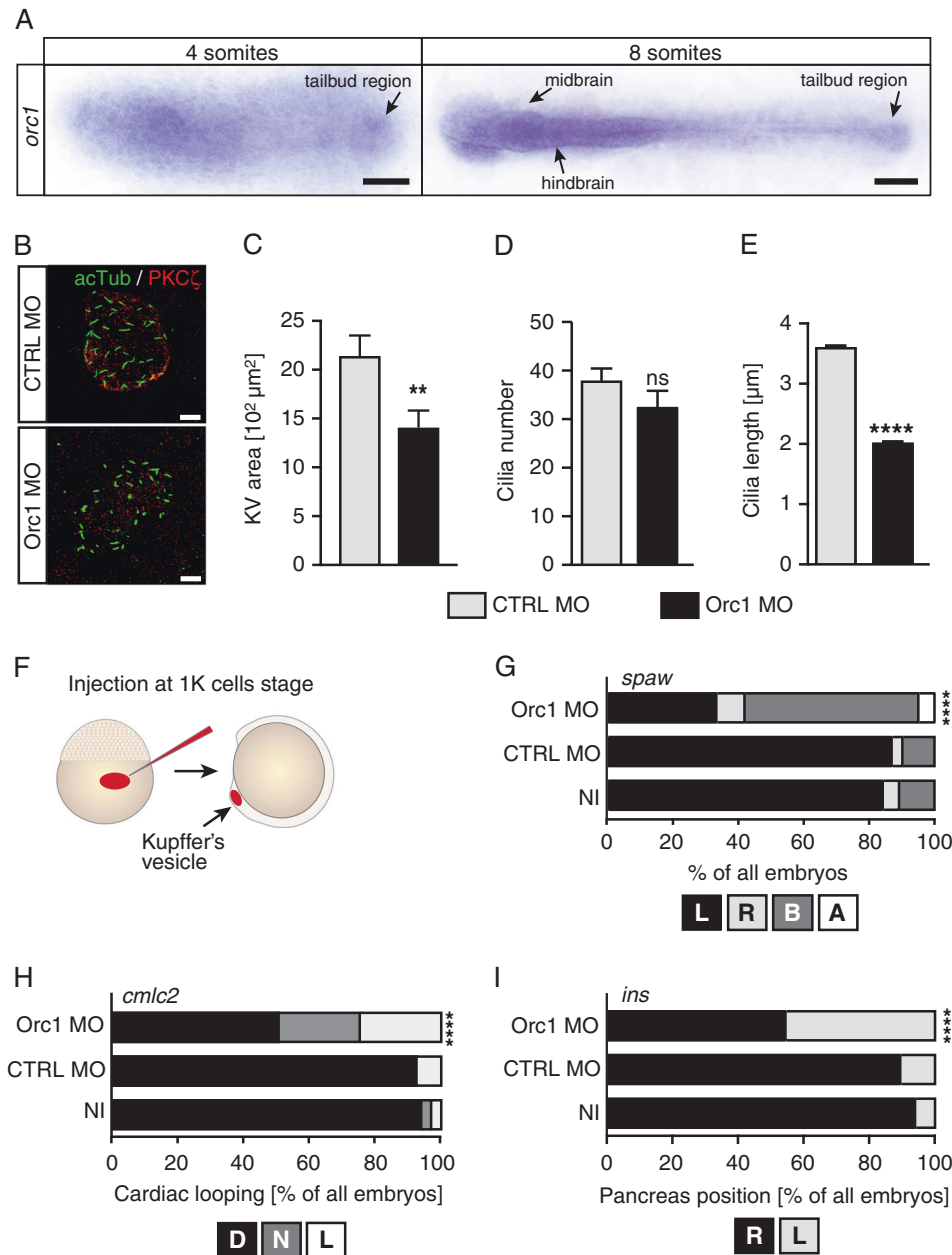 A
4 somites
8 somites
orc1
tailbud region
midbrain
hindbrain
tailbud region
B
CTRL MO
acTub / PKCζ
Orc1 MO
C
KV area [10² µm²]
25
20
15
10
5
0
**
D
Cilia number
50
40
30
20
10
0
ns
E
Cilia length [µm]
4
3
2
1
0
****
CTRL MO
Orc1 MO
F
Injection at 1K cells stage
Kupffer's
vesicle
G
spaw
Orc1 MO
****
CTRL MO
NI
0 20 40 60 80 100
% of all embryos
L R B A
H
cmlc2
Orc1 MO
****
CTRL MO
NI
0 20 40 60 80 100
Cardiac looping [% of all embryos]
D N L
I
ins
Orc1 MO
****
CTRL MO
NI
0 20 40 60 80 100
Pancreas position [% of all embryos]
R L